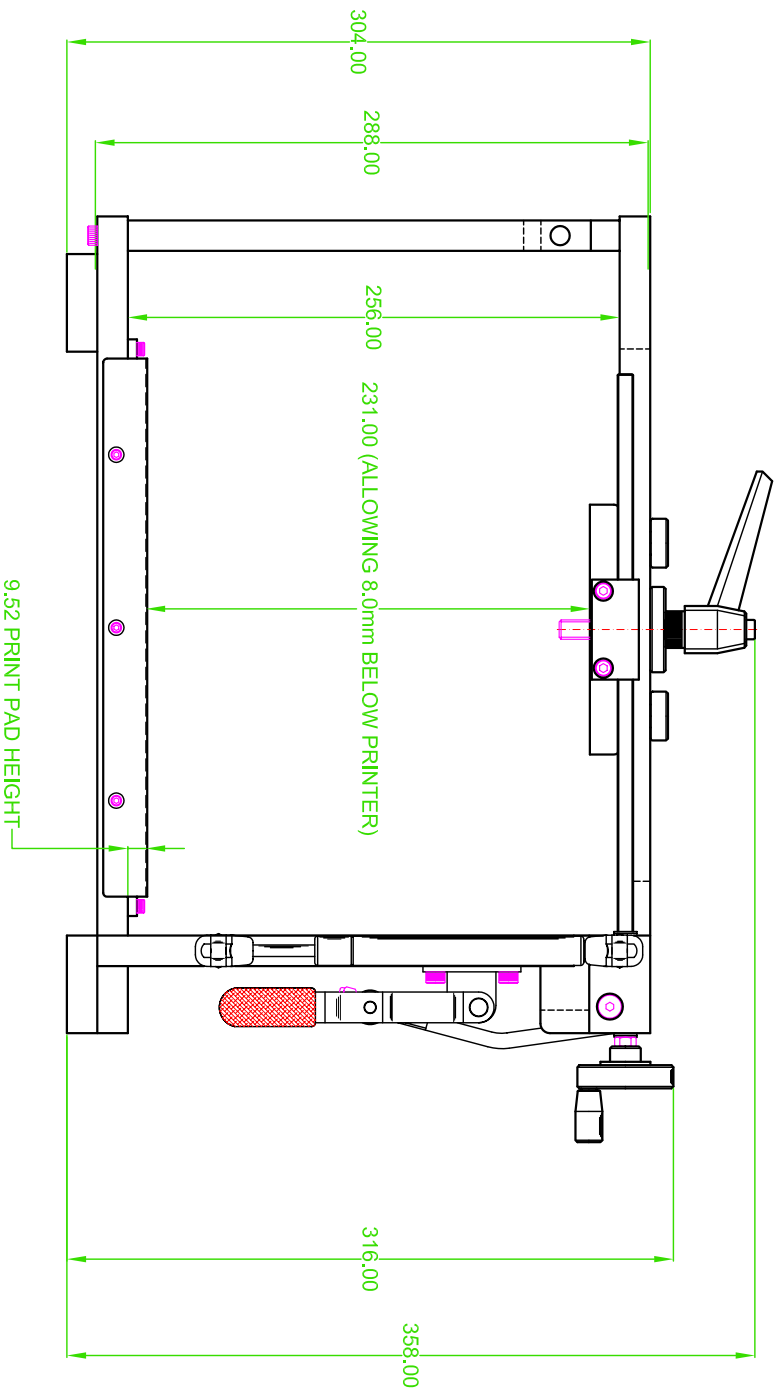 304.00
288.00
256.00
231.00 (ALLOWING 8.0mm BELOW PRINTER)
9.52 PRINT PAD HEIGHT
316.00
358.00